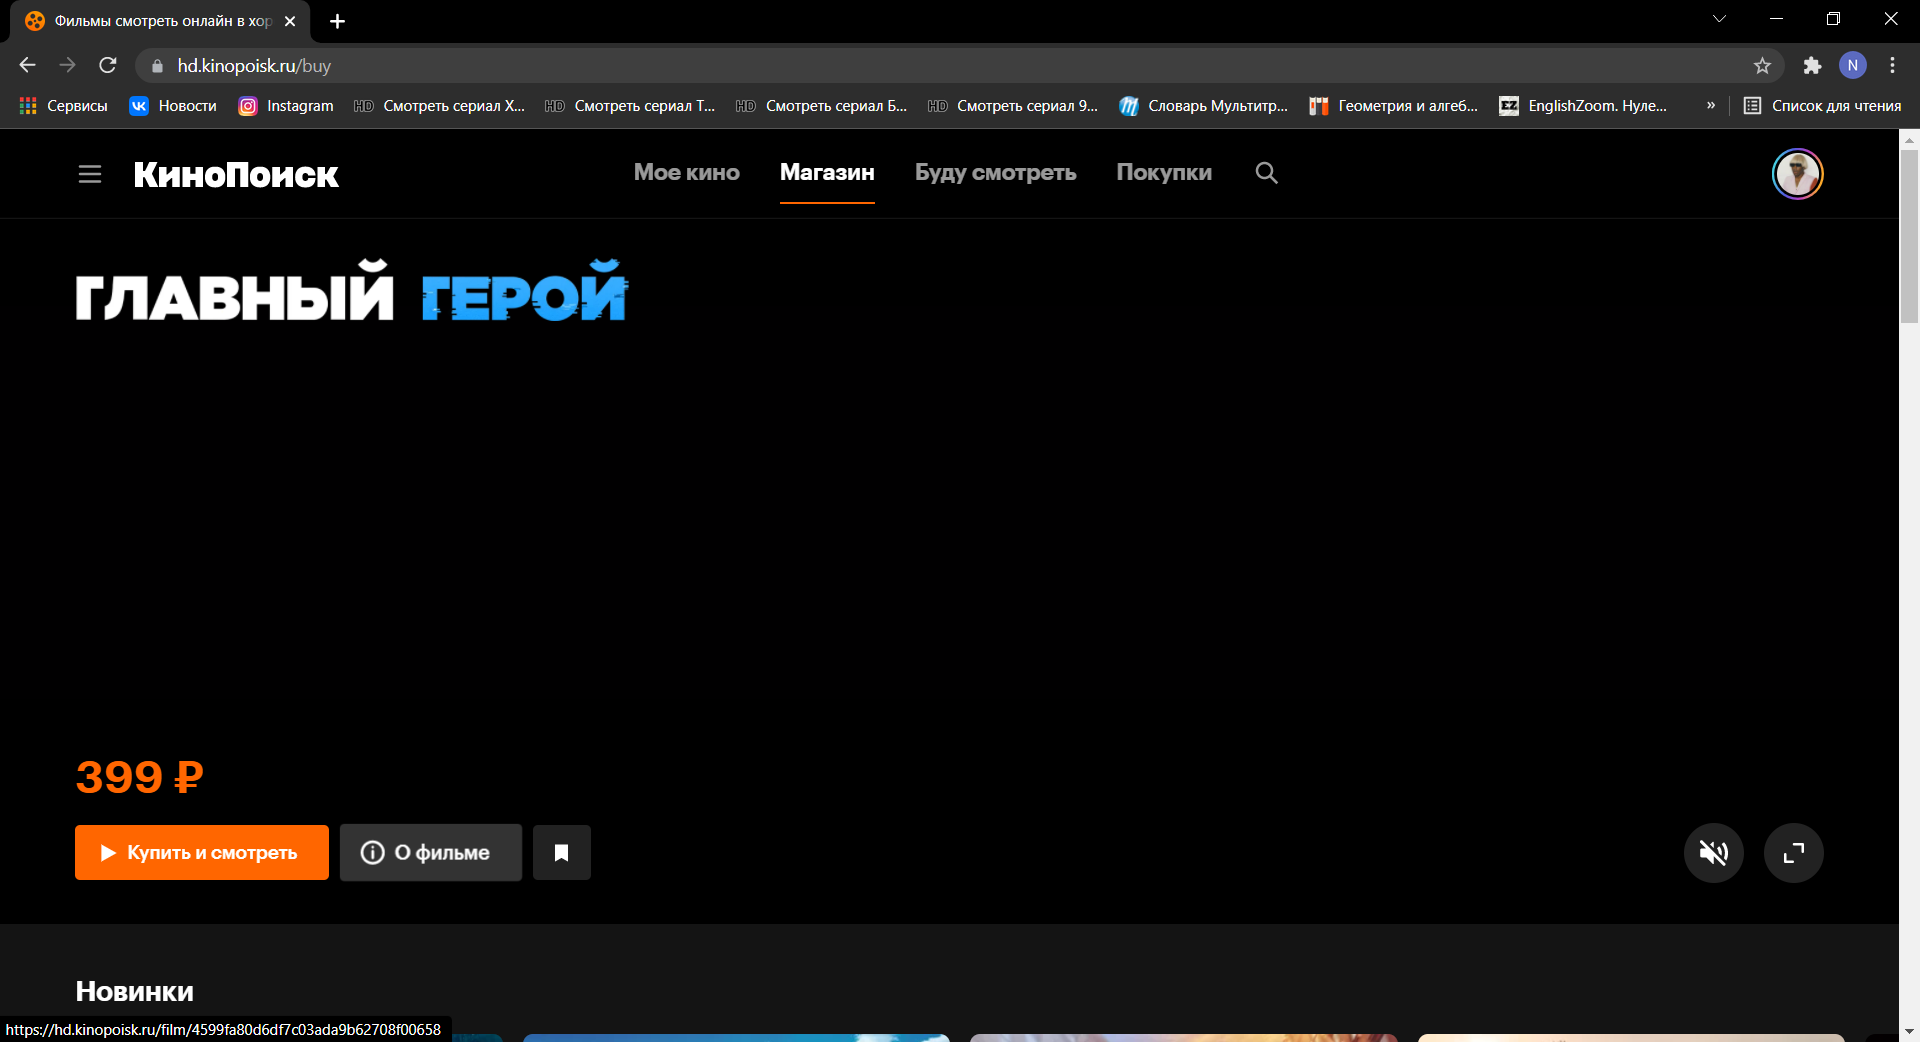 Фильмы смотреть онлайн в хор
hd.kinopoisk.ru/buy
N
Сервисы
Новости
Instagram
Смотреть сериал Х...
Смотреть сериал Т...
Смотреть сериал Б...
Смотреть сериал 9...
Словарь Мультитр...
Геометрия и алгеб...
EnglishZoom. Нуле...
»
Список для чтения
КиноПоиск
Мое кино
Магазин
Буду смотреть
Покупки
ГЛАВНЫЙ ГЕРОЙ
399 ₽
Купить и смотреть
О фильме
Новинки
https://hd.kinopoisk.ru/film/4599fa80d6df7c03ada9b62708f00658